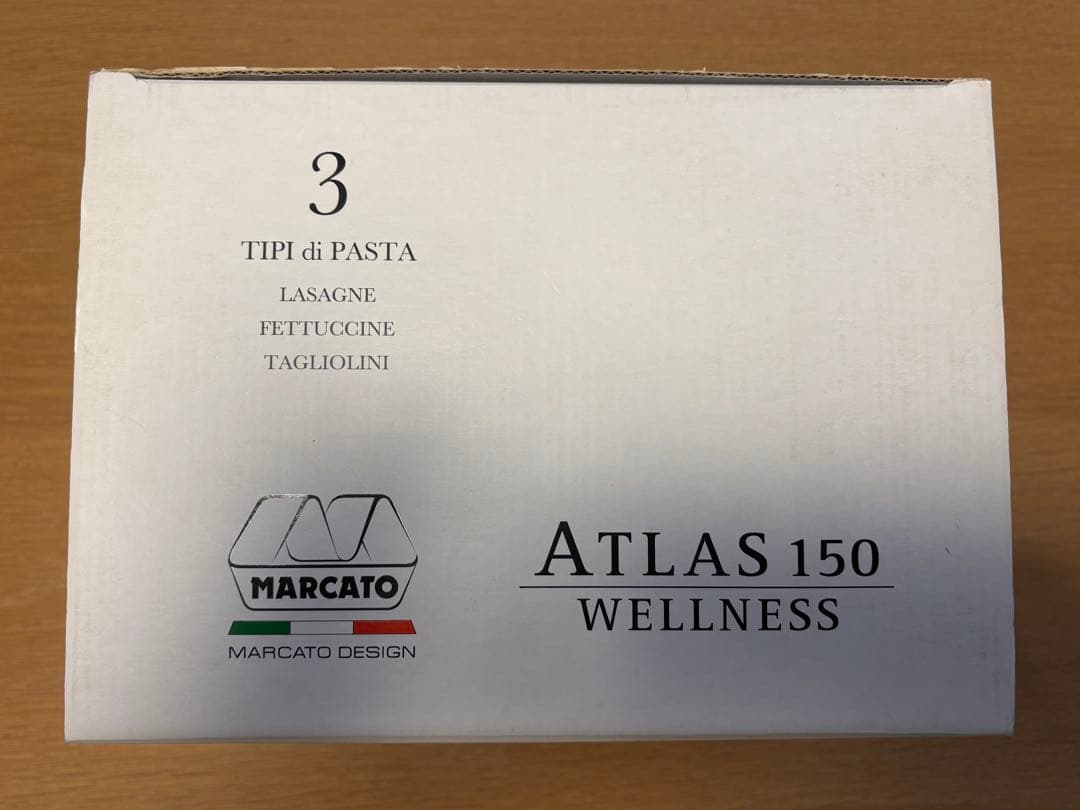 3
TIPI di PASTA
LASAGNE
FETTUCCINE
TAGLIOLINI
MARCATO
MARCATO DESIGN
ATLAS 150
WELLNESS